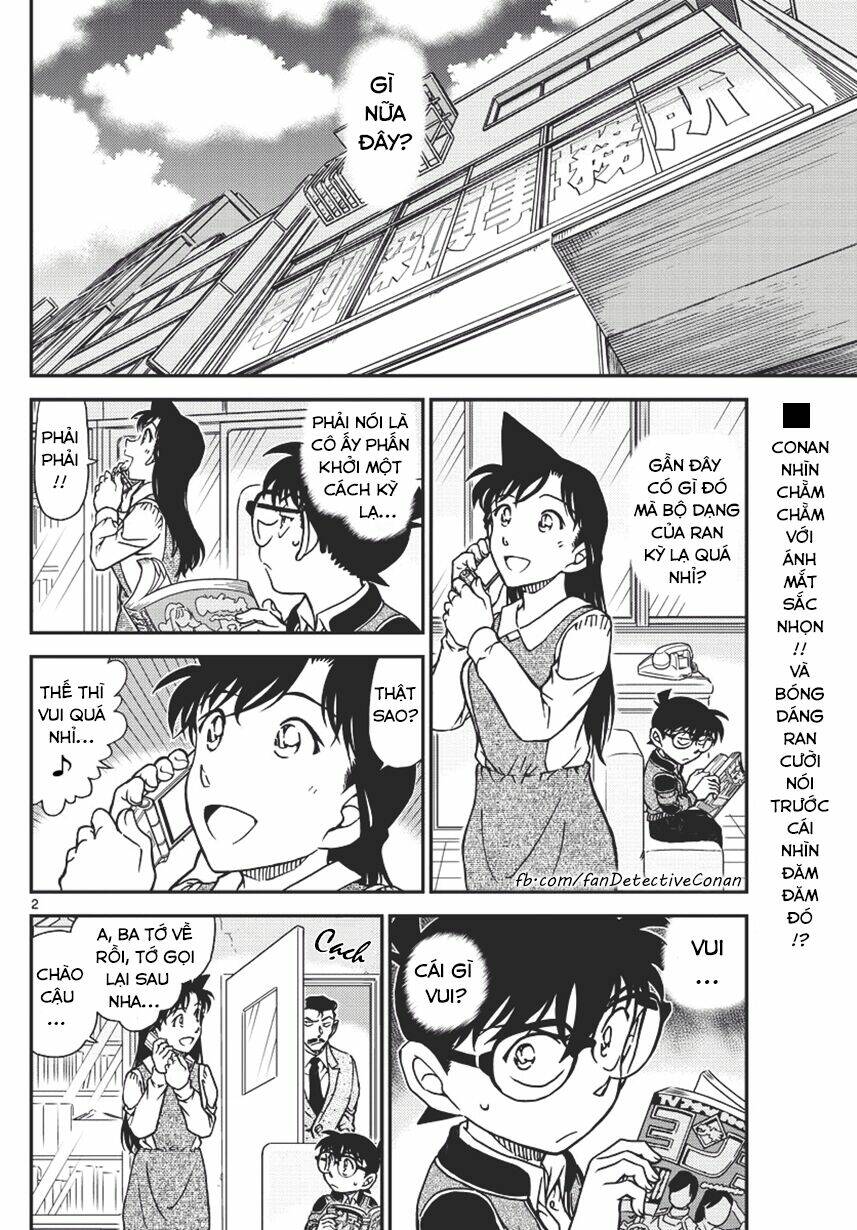 GÌ
NỮA
ĐÂY?
毛利探偵事務所
CONAN
NHÌN
CHẰM
CHẰM
VỚI
ÁNH
MẮT
SẮC
NHỌN
!!
VÀ
BÓNG
DÁNG
RAN
CƯỜI
NÓI
TRƯỚC
CÁI
NHÌN
ĐĂM
ĐĂM
ĐÓ
!?
GẦN ĐÂY
CÓ GÌ ĐÓ
MÀ BỘ DẠNG
CỦA RAN
KỲ LẠ QUÁ
NHỈ?
PHẢI NÓI LÀ
CÔ ẤY PHẤN
KHỞI MỘT
CÁCH KỲ
LẠ...
PHẢI
PHẢI
!!
THẬT
SAO?
THẾ THÌ
VUI QUÁ
NHỈ...
♪
fb.com/fanDetectiveConan
2
VUI
...
CÁI GÌ
VUI?
Cạch
A, BA TỚ VỀ
RỒI, TỚ GỌI
LẠI SAU
NHA...
CHÀO
CẬU
...